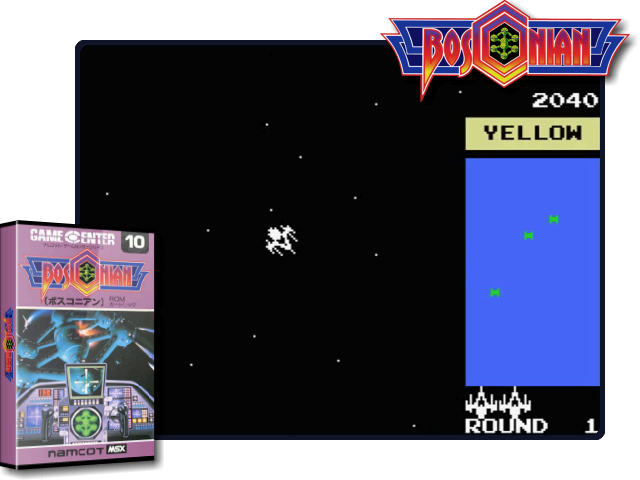 BOSCONIAN
2040
YELLOW
GAME CENTER 10
BOSCONIAN
(ボスコニアン) ROM
namcot MSX
ROUND 1